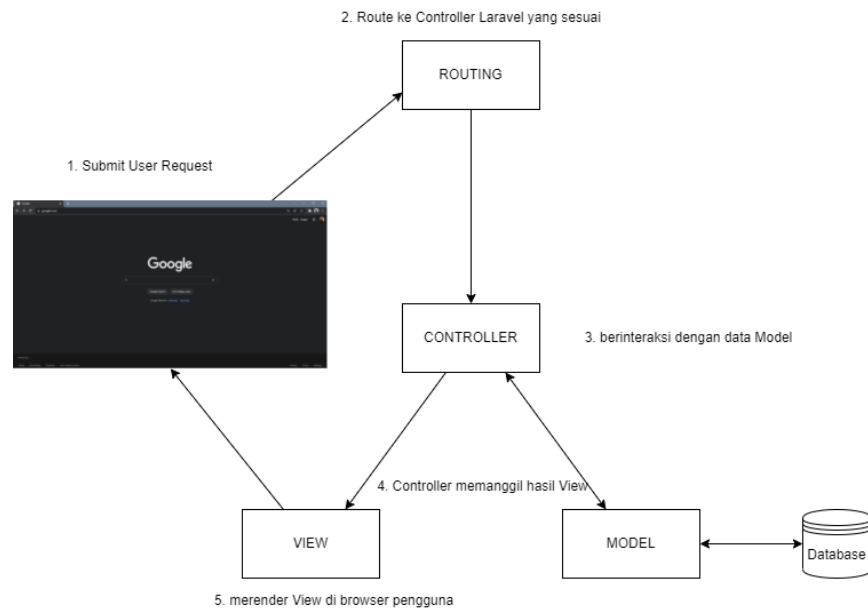 2. Route ke Controller Laravel yang sesuai
ROUTING
1. Submit User Request
Google
CONTROLLER
3. berinteraksi dengan data Model
4. Controller memanggil hasil View
VIEW
MODEL
Database
5. merender View di browser pengguna